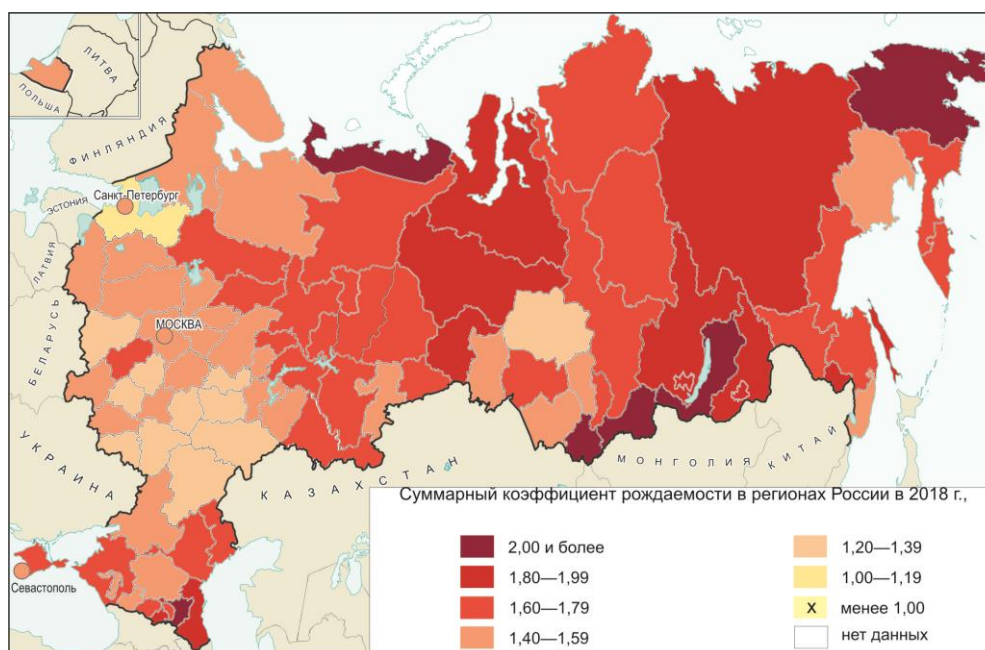 ЛИТВА
ПОЛЬША
ФИНЛЯНДИЯ
Санкт-Петербург
ЭСТОНИЯ
ЛАТВИЯ
МОСКВА
БЕЛАРУСЬ
УКРАИНА
КАЗАХСТАН
МОНГОЛИЯ
КИТАЙ
Севастополь
Суммарный коэффициент рождаемости в регионах России в 2018 г.,
2,00 и более
1,80—1,99
1,60—1,79
1,40—1,59
1,20—1,39
1,00—1,19
x менее 1,00
нет данных